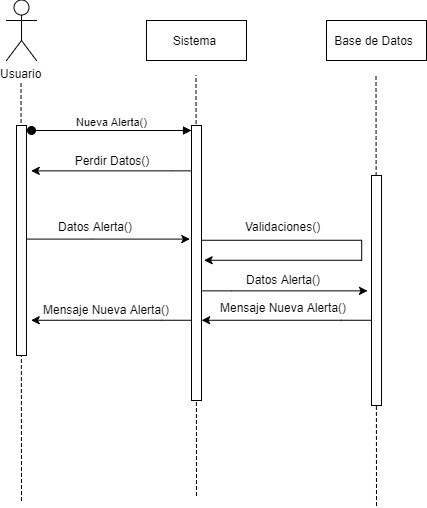 Sistema
Base de Datos
Usuario
Nueva Alerta()
Perdir Datos()
Datos Alerta()
Validaciones()
Datos Alerta()
Mensaje Nueva Alerta()
Mensaje Nueva Alerta()